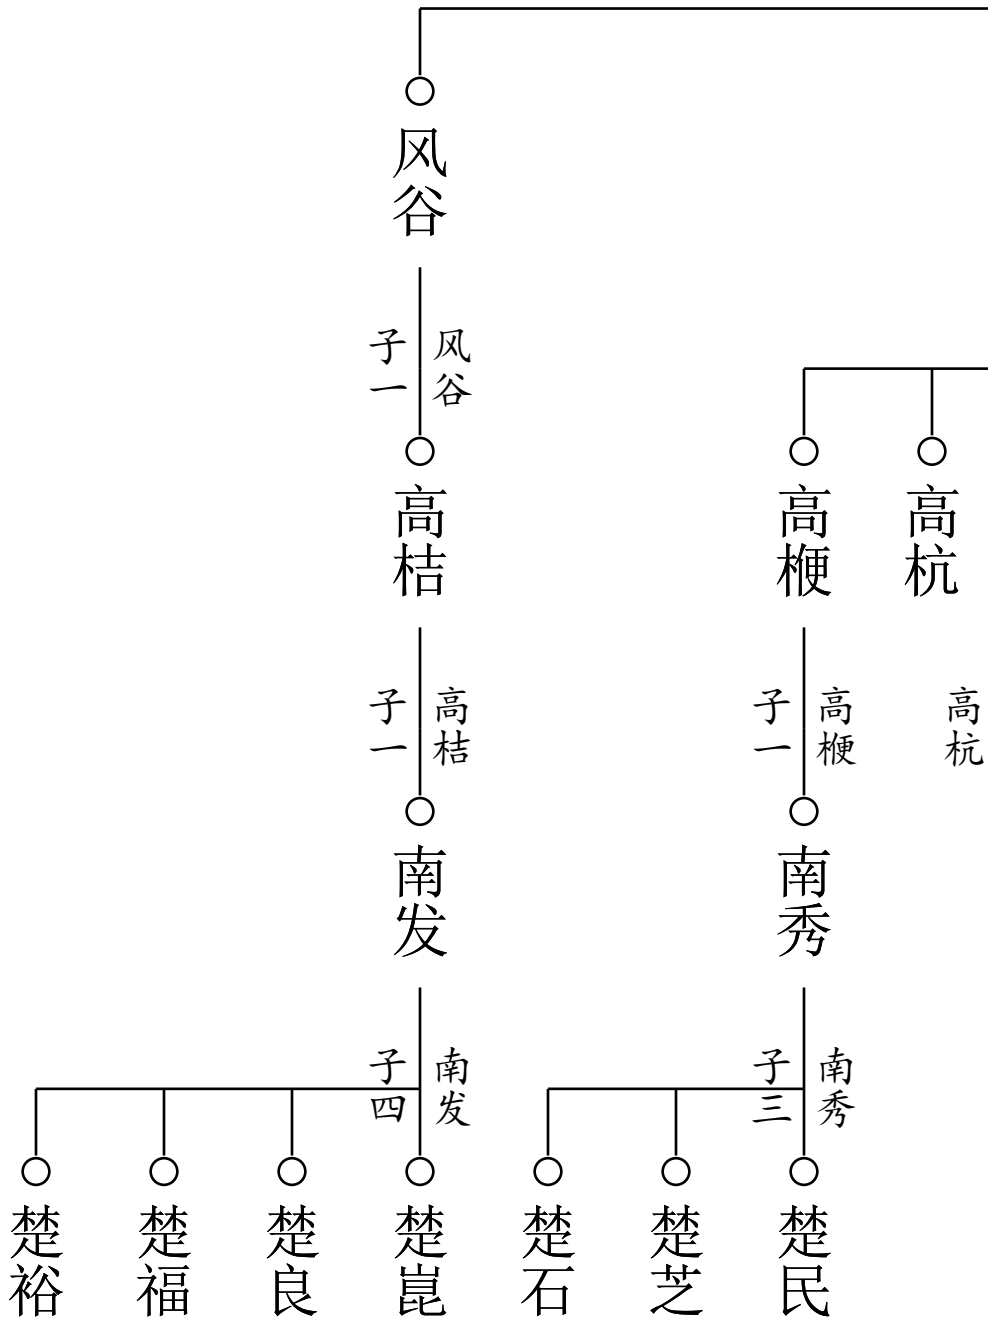 风谷
风谷
子一
高杭
高梗
高桔
高杭
高梗
子一
高桔
子一
南秀
南发
南秀
子三
南发
子四
楚民
楚芝
楚石
楚崑
楚良
楚福
楚裕